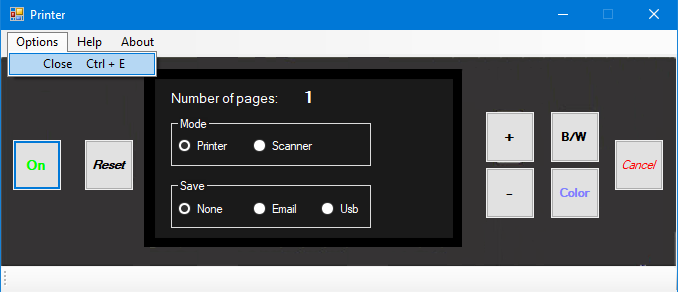 Printer
Options Help About
Close Ctrl + E
Number of pages: 1
Mode
Printer Scanner
Save
None Email Usb
On
Reset
+
B/W
-
Color
Cancel